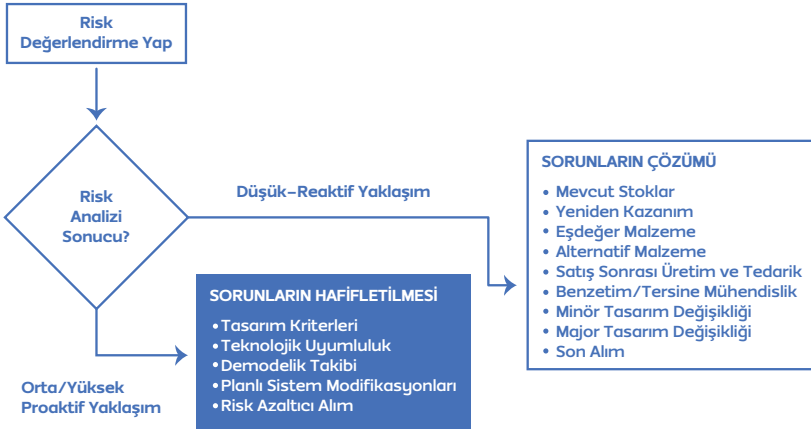 Risk
Değerlendirme Yap
Risk
Analizi
Sonucu?
Düşük-Reaktif Yaklaşım
SORUNLARIN ÇÖZÜMÜ
• Mevcut Stoklar
• Yeniden Kazanım
• Eşdeğer Malzeme
• Alternatif Malzeme
• Satış Sonrası Üretim ve Tedarik
• Benzetim/Tersine Mühendislik
• Minör Tasarım Değişikliği
• Major Tasarım Değişikliği
• Son Alım
SORUNLARIN HAFİFLETİLMESİ
• Tasarım Kriterleri
• Teknolojik Uyumluluk
• Demodelik Takibi
• Planlı Sistem Modifikasyonları
• Risk Azaltıcı Alım
Orta/Yüksek
Proaktif Yaklaşım